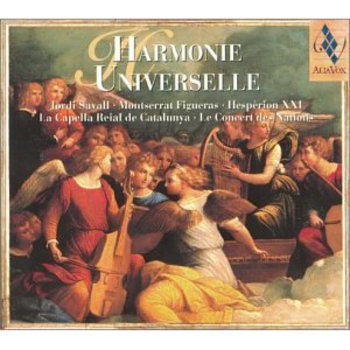 HARMONIE
UNIVERSELLE
ALIAVOX
Jordi Savall · Montserrat Figueras · Hespèrion XXI
La Capella Reial de Catalunya · Le Concert des Nations